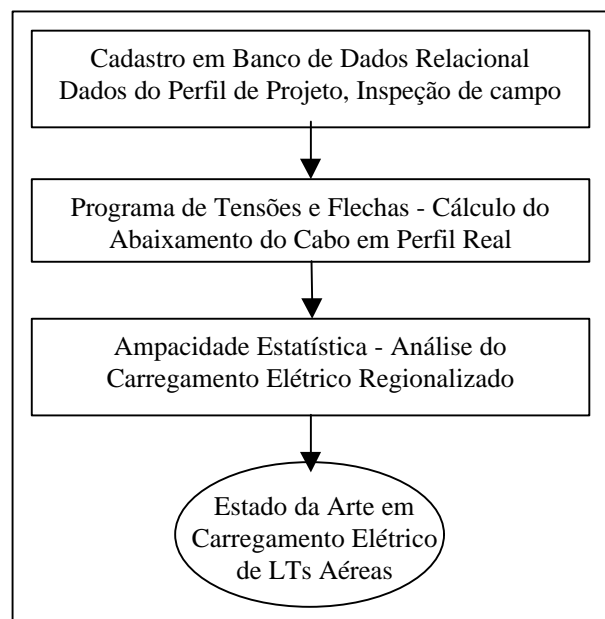 Cadastro em Banco de Dados Relacional
Dados do Perfil de Projeto, Inspeção de campo
Programa de Tensões e Flechas - Cálculo do
Abaixamento do Cabo em Perfil Real
Ampacidade Estatística - Análise do
Carregamento Elétrico Regionalizado
Estado da Arte em
Carregamento Elétrico
de LTs Aéreas